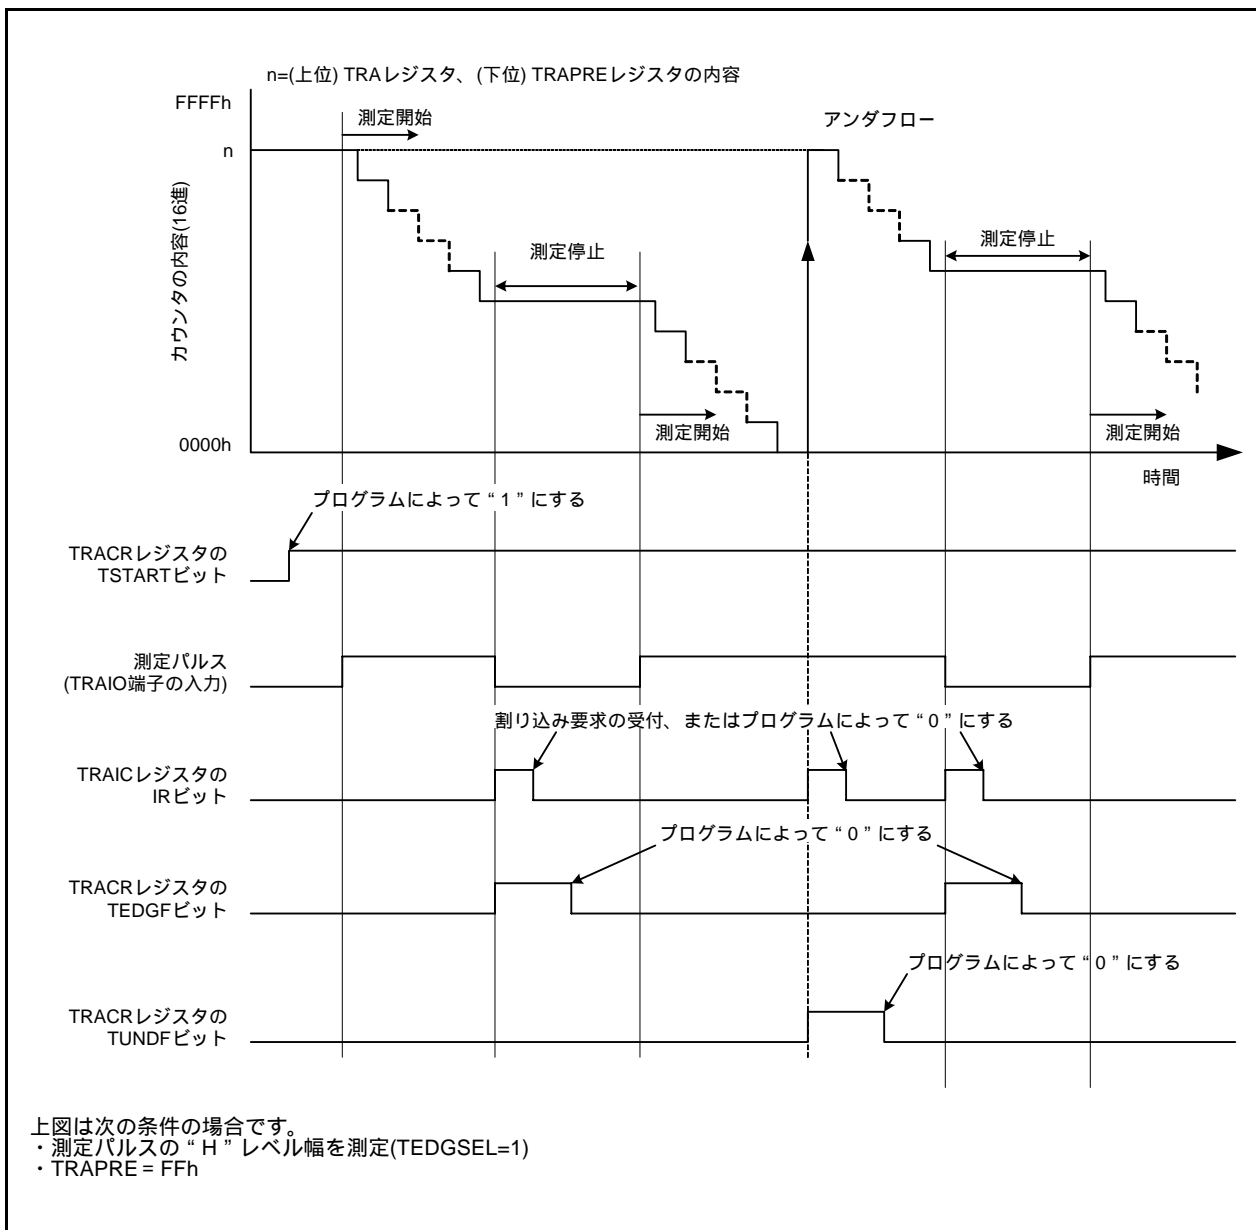 n=(上位) TRAレジスタ、(下位) TRAPREレジスタの内容
FFFFh
測定開始
アンダフロー
n
カウンタの内容(16進)
測定停止
測定停止
測定開始
測定開始
0000h
時間
プログラムによって“1”にする
TRACRレジスタの
TSTARTビット
測定パルス
(TRAIO端子の入力)
割り込み要求の受付、またはプログラムによって“0”にする
TRAICレジスタの
IRビット
プログラムによって“0”にする
TRACRレジスタの
TEDGFビット
プログラムによって“0”にする
TRACRレジスタの
TUNDFビット
上図は次の条件の場合です。
・測定パルスの“H”レベル幅を測定(TEDGSEL=1)
・TRAPRE = FFh